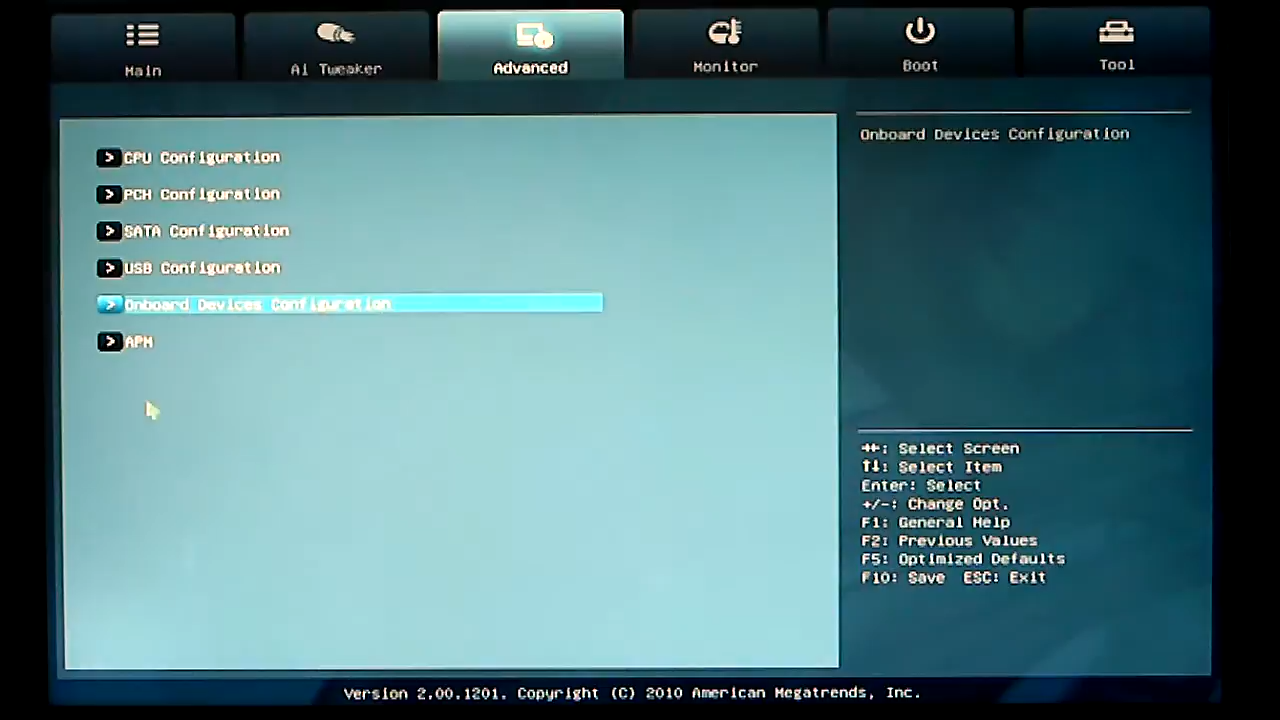 Main
Ai Tweaker
Advanced
Monitor
Boot
Tool
CPU Configuration
PCH Configuration
SATA Configuration
USB Configuration
Onboard Devices Configuration
APM
Onboard Devices Configuration
→←: Select Screen
↑↓: Select Item
Enter: Select
+/-: Change Opt.
F1: General Help
F2: Previous Values
F5: Optimized Defaults
F10: Save ESC: Exit
Version 2.00.1201. Copyright (C) 2010 American Megatrends, Inc.